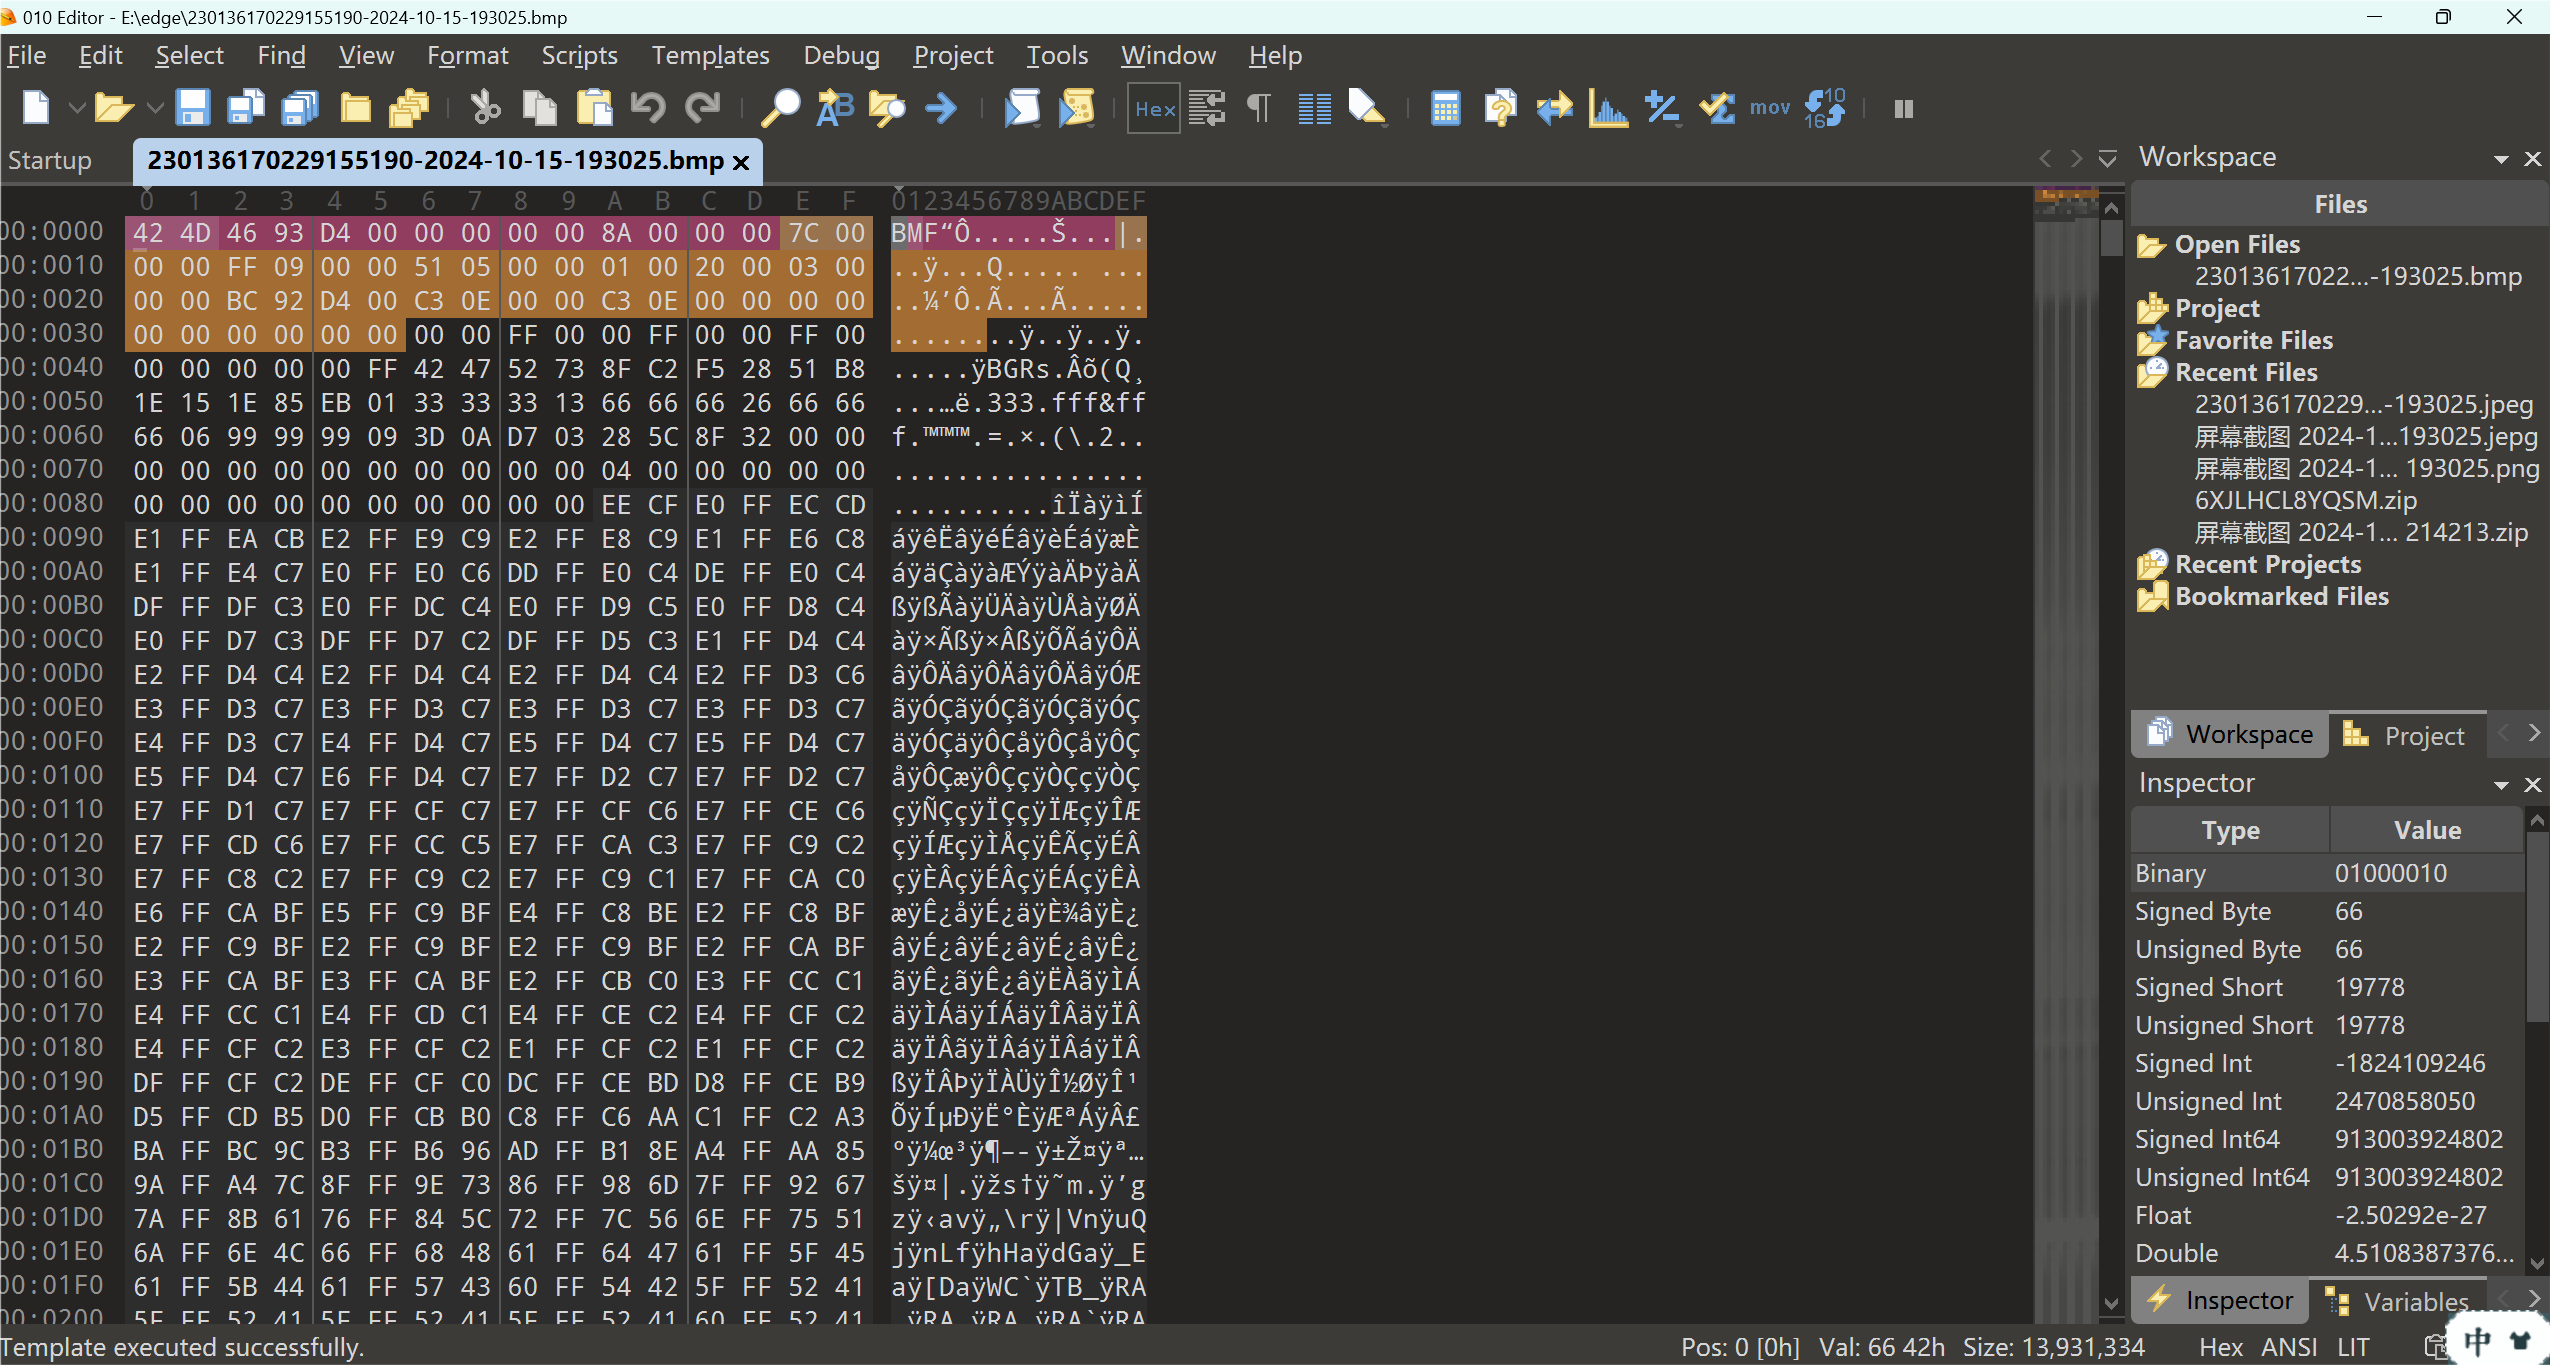 010 Editor - E:\edge\230136170229155190-2024-10-15-193025.bmp
File Edit Select Find View Format Scripts Templates Debug Project Tools Window Help
Hex
mov
Startup
230136170229155190-2024-10-15-193025.bmp
0 1 2 3 4 5 6 7 8 9 A B C D E F 0123456789ABCDEF
00:0000 42 4D 46 93 D4 00 00 00 00 00 8A 00 00 00 7C 00 BMF“Ô.....Š...|.
00:0010 00 00 FF 09 00 00 51 05 00 00 01 00 20 00 03 00 ..ÿ...Q..... ...
00:0020 00 00 BC 92 D4 00 C3 0E 00 00 C3 0E 00 00 00 00 ..¼’Ô.Ã...Ã.....
00:0030 00 00 00 00 00 00 00 00 FF 00 00 FF 00 00 FF 00 ........ÿ..ÿ..ÿ.
00:0040 00 00 00 00 00 FF 42 47 52 73 8F C2 F5 28 51 B8 .....ÿBGRs.Âõ(Q¸
00:0050 1E 15 1E 85 EB 01 33 33 33 13 66 66 66 26 66 66 ...…ë.333.fff&ff
00:0060 66 06 99 99 99 09 3D 0A D7 03 28 5C 8F 32 00 00 f.™™™.=.×.(\.2..
00:0070 00 00 00 00 00 00 00 00 00 00 04 00 00 00 00 00 ................
00:0080 00 00 00 00 00 00 00 00 00 00 EE CF E0 FF EC CD ..........îÏàÿìÍ
00:0090 E1 FF EA CB E2 FF E9 C9 E2 FF E8 C9 E1 FF E6 C8 áÿêËâÿéÉâÿèÉáÿæÈ
00:00A0 E1 FF E4 C7 E0 FF E0 C6 DD FF E0 C4 DE FF E0 C4 áÿäÇàÿàÆÝÿàÄÞÿàÄ
00:00B0 DF FF DF C3 E0 FF DC C4 E0 FF D9 C5 E0 FF D8 C4 ßÿßÃàÿÜÄàÿÙÅàÿØÄ
00:00C0 E0 FF D7 C3 DF FF D7 C2 DF FF D5 C3 E1 FF D4 C4 àÿ×Ãßÿ×ÂßÿÕÃáÿÔÄ
00:00D0 E2 FF D4 C4 E2 FF D4 C4 E2 FF D4 C4 E2 FF D3 C6 âÿÔÄâÿÔÄâÿÔÄâÿÓÆ
00:00E0 E3 FF D3 C7 E3 FF D3 C7 E3 FF D3 C7 E3 FF D3 C7 ãÿÓÇãÿÓÇãÿÓÇãÿÓÇ
00:00F0 E4 FF D3 C7 E4 FF D4 C7 E5 FF D4 C7 E5 FF D4 C7 äÿÓÇäÿÔÇåÿÔÇåÿÔÇ
00:0100 E5 FF D4 C7 E6 FF D4 C7 E7 FF D2 C7 E7 FF D2 C7 åÿÔÇæÿÔÇçÿÒÇçÿÒÇ
00:0110 E7 FF D1 C7 E7 FF CF C7 E7 FF CF C6 E7 FF CE C6 çÿÑÇçÿÏÇçÿÏÆçÿÎÆ
00:0120 E7 FF CD C6 E7 FF CC C5 E7 FF CA C3 E7 FF C9 C2 çÿÍÆçÿÌÅçÿÊÃçÿÉÂ
00:0130 E7 FF C8 C2 E7 FF C9 C2 E7 FF C9 C1 E7 FF CA C0 çÿÈÂçÿÉÂçÿÉÁçÿÊÀ
00:0140 E6 FF CA BF E5 FF C9 BF E4 FF C8 BE E2 FF C8 BF æÿÊ¿åÿÉ¿äÿÈ¾âÿÈ¿
00:0150 E2 FF C9 BF E2 FF C9 BF E2 FF C9 BF E2 FF CA BF âÿÉ¿âÿÉ¿âÿÉ¿âÿÊ¿
00:0160 E3 FF CA BF E3 FF CA BF E2 FF CB C0 E3 FF CC C1 ãÿÊ¿ãÿÊ¿âÿËÀãÿÌÁ
00:0170 E4 FF CC C1 E4 FF CD C1 E4 FF CE C2 E4 FF CF C2 äÿÌÁäÿÍÁäÿÎÂäÿÏÂ
00:0180 E4 FF CF C2 E3 FF CF C2 E1 FF CF C2 E1 FF CF C2 äÿÏÂãÿÏÂáÿÏÂáÿÏÂ
00:0190 DF FF CF C2 DE FF CF C0 DC FF CE BD D8 FF CE B9 ßÿÏÂÞÿÏÀÜÿÎ½ØÿÎ¹
00:01A0 D5 FF CD B5 D0 FF CB B0 C8 FF C6 AA C1 FF C2 A3 ÕÿÍµÐÿË°ÈÿÆªÁÿÂ£
00:01B0 BA FF BC 9C B3 FF B6 96 AD FF B1 8E A4 FF AA 85 ºÿ¼œ³ÿ¶–-ÿ±Ž¤ÿª…
00:01C0 9A FF A4 7C 8F FF 9E 73 86 FF 98 6D 7F FF 92 67 šÿ¤|.ÿžs†ÿ˜m.ÿ’g
00:01D0 7A FF 8B 61 76 FF 84 5C 72 FF 7C 56 6E FF 75 51 zÿ‹avÿ„\rÿ|VnÿuQ
00:01E0 6A FF 6E 4C 66 FF 68 48 61 FF 64 47 61 FF 5F 45 jÿnLfÿhHaÿdGaÿ_E
00:01F0 61 FF 5B 44 61 FF 57 43 60 FF 54 42 5F FF 52 41 aÿ[DaÿWC`ÿTB_ÿRA
00:0200 5F FF 52 41 5F FF 52 41 5F FF 52 41 60 FF 52 41 _ÿRA_ÿRA_ÿRA`ÿRA
Workspace
Files
Open Files
23013617022...-193025.bmp
Project
Favorite Files
Recent Files
230136170229...-193025.jpeg
屏幕截图 2024-1...193025.jepg
屏幕截图 2024-1... 193025.png
6XJLHCL8YQSM.zip
屏幕截图 2024-1... 214213.zip
Recent Projects
Bookmarked Files
Workspace Project
Inspector
Type Value
Binary 01000010
Signed Byte 66
Unsigned Byte 66
Signed Short 19778
Unsigned Short 19778
Signed Int -1824109246
Unsigned Int 2470858050
Signed Int64 913003924802
Unsigned Int64 913003924802
Float -2.50292e-27
Double 4.5108387376...
Inspector Variables
Template executed successfully.
Pos: 0 [0h] Val: 66 42h Size: 13,931,334 Hex ANSI LIT
中